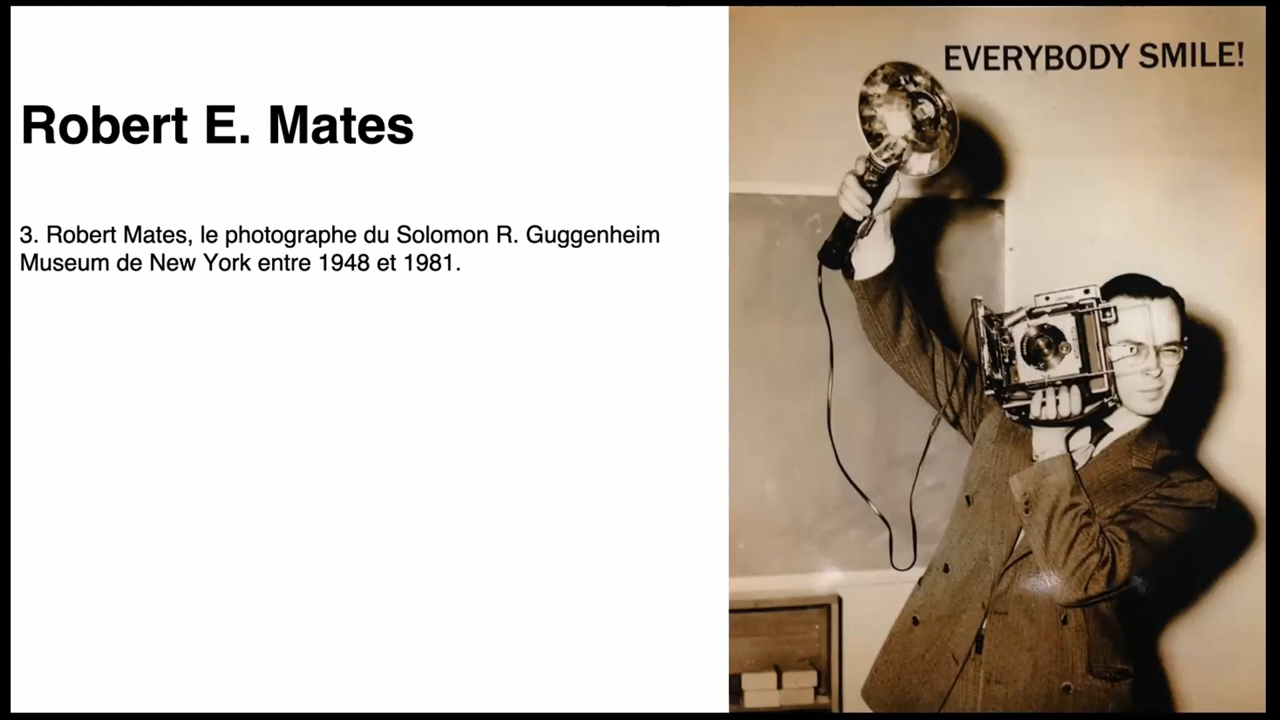 Robert E. Mates
3. Robert Mates, le photographe du Solomon R. Guggenheim
Museum de New York entre 1948 et 1981.
EVERYBODY SMILE!